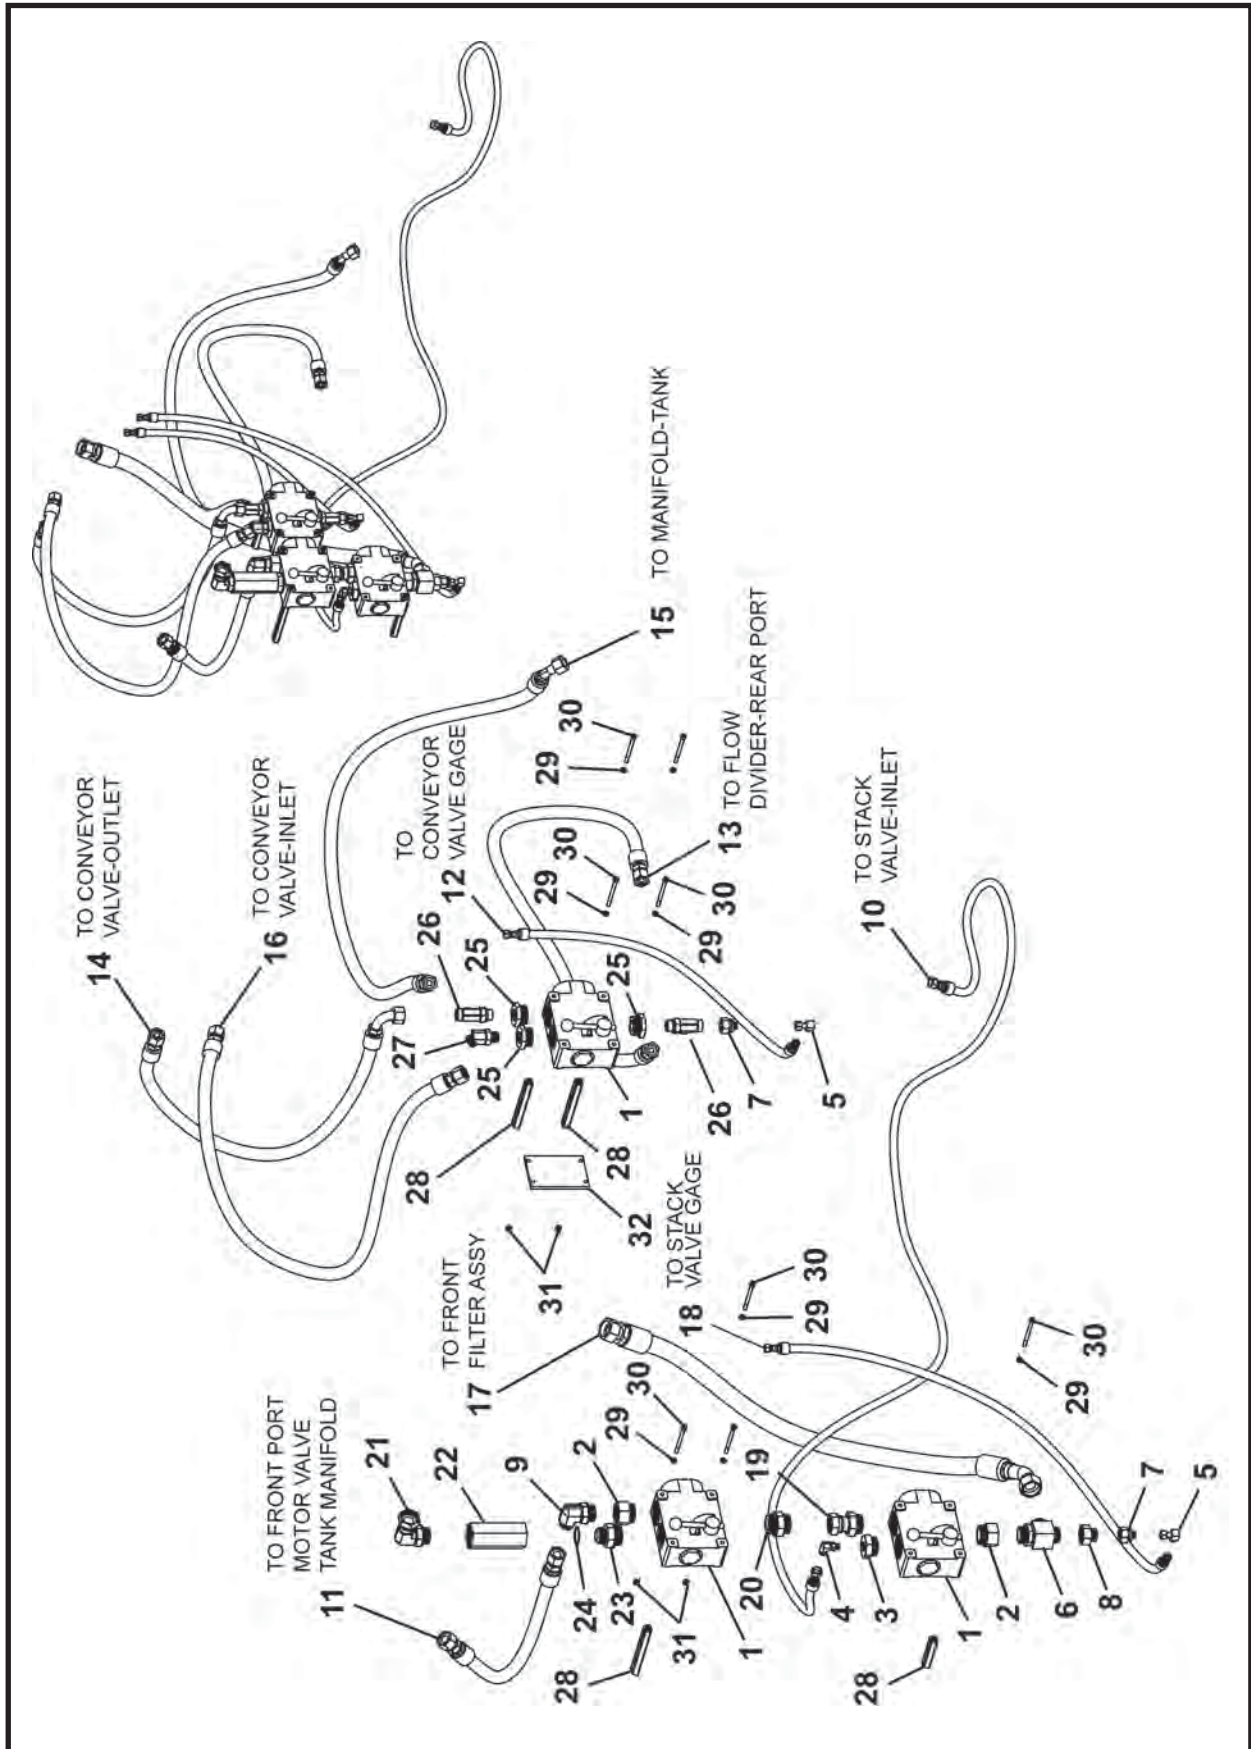 TO CONVEYOR
VALVE-OUTLET
14
TO CONVEYOR
VALVE-INLET
16
TO
CONVEYOR
VALVE GAGE
12
15 TO MANIFOLD-TANK
30
29
13 TO FLOW
DIVIDER-REAR PORT
30
29
30
29
TO STACK
VALVE-INLET
10
26
25
27
25
25
1
26
7
5
28
28
32
31
TO FRONT PORT
MOTOR VALVE
TANK MANIFOLD
11
21
22
TO FRONT
FILTER ASSY
17
TO STACK
VALVE GAGE
18
30
29
30
29
30
29
9
2
24
23
31
28
1
19
20
4
3
1
2
6
8
7
5
28